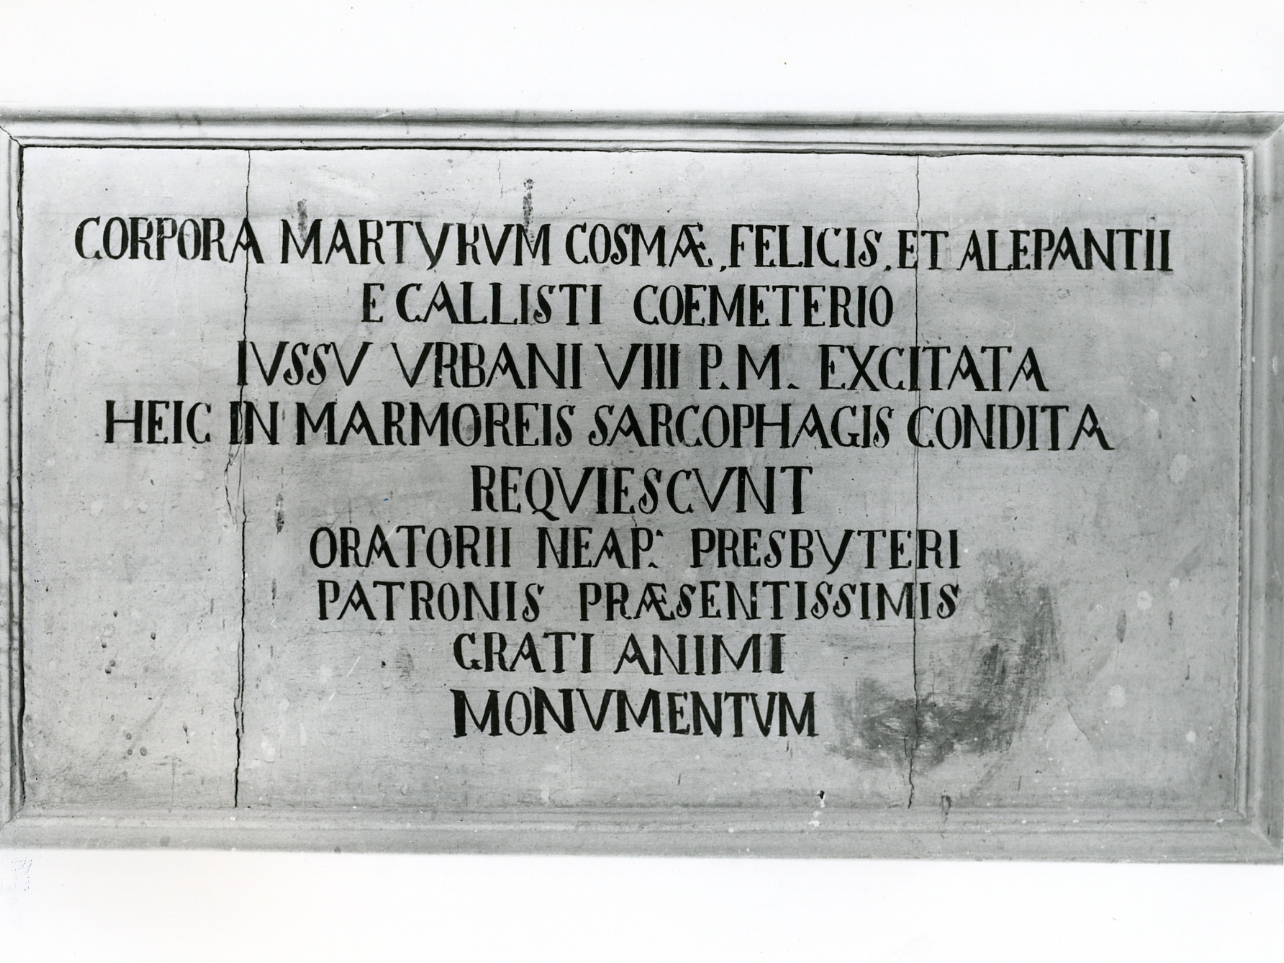 CORPORA MARTYRVM COSMÆ, FELICIS, ET ALEPANTII
E CALLISTI COEMETERIO
IVSSV VRBANI VIII P.M. EXCITATA
HEIC IN MARMOREIS SARCOPHAGIS CONDITA
REQVIESCVNT
ORATORII NEAP. PRESBYTERI
PATRONIS PRÆSENTISSIMIS
GRATI ANIMI
MONVMENTVM